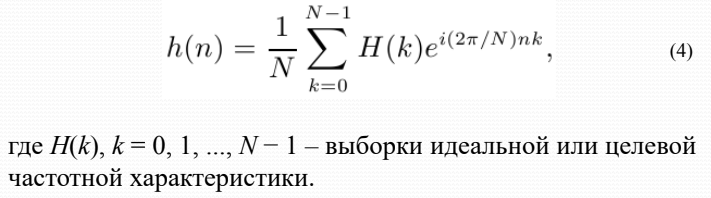 h(n) = \frac{1}{N} \sum_{k=0}^{N-1} H(k)e^{i(2\pi/N)nk}, (4)
где H(k), k = 0, 1, ..., N − 1 – выборки идеальной или целевой
частотной характеристики.